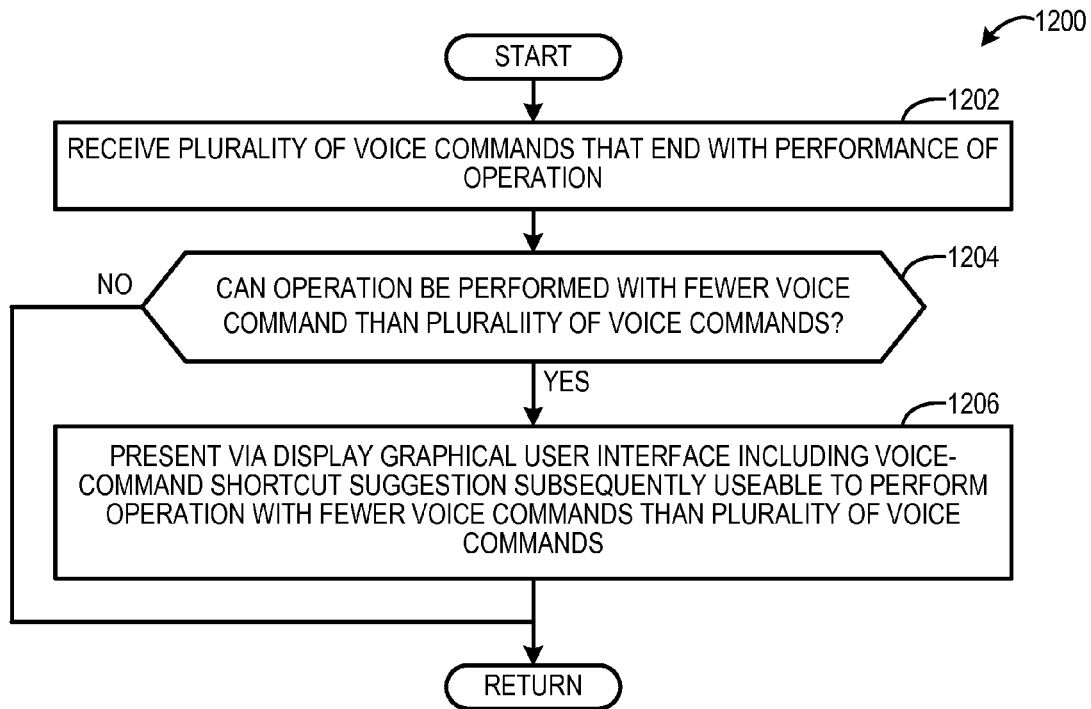 1200
START
1202
RECEIVE PLURALITY OF VOICE COMMANDS THAT END WITH PERFORMANCE OF
OPERATION
1204
NO
CAN OPERATION BE PERFORMED WITH FEWER VOICE
COMMAND THAN PLURALIITY OF VOICE COMMANDS?
YES
1206
PRESENT VIA DISPLAY GRAPHICAL USER INTERFACE INCLUDING VOICE-
COMMAND SHORTCUT SUGGESTION SUBSEQUENTLY USEABLE TO PERFORM
OPERATION WITH FEWER VOICE COMMANDS THAN PLURALITY OF VOICE
COMMANDS
RETURN